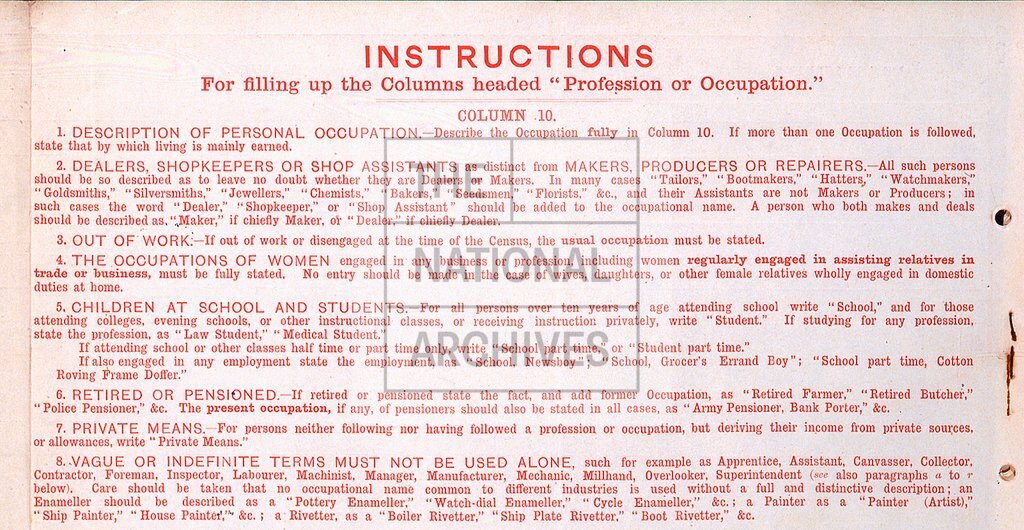 INSTRUCTIONS
For filling up the Columns headed “Profession or Occupation.”
COLUMN 10.
1. DESCRIPTION OF PERSONAL OCCUPATION.—Describe the Occupation fully in Column 10. If more than one Occupation is followed,
state that by which living is mainly earned.
2. DEALERS, SHOPKEEPERS OR SHOP ASSISTANTS as distinct from MAKERS, PRODUCERS OR REPAIRERS.—All such persons
should be so described as to leave no doubt whether they are Dealers or Makers. In many cases “Tailors,” “Bootmakers,” “Hatters,” “Watchmakers,”
“Goldsmiths,” “Silversmiths,” “Jewellers,” “Chemists,” “Bakers,” “Seedsmen,” “Florists,” &c., and their Assistants are not Makers or Producers; in
such cases the word “Dealer,” “Shopkeeper,” or “Shop Assistant” should be added to the occupational name. A person who both makes and deals
should be described as “Maker,” if chiefly Maker, or “Dealer,” if chiefly Dealer.
3. OUT OF WORK.—If out of work or disengaged at the time of the Census, the usual occupation must be stated.
4. THE OCCUPATIONS OF WOMEN engaged in any business or profession, including women regularly engaged in assisting relatives in
trade or business, must be fully stated. No entry should be made in the case of wives, daughters, or other female relatives wholly engaged in domestic
duties at home.
5. CHILDREN AT SCHOOL AND STUDENTS.—For all persons over ten years of age attending school write “School,” and for those
attending colleges, evening schools, or other instructional classes, or receiving instruction privately, write “Student.” If studying for any profession,
state the profession, as “Law Student,” “Medical Student.”
If attending school or other classes half time or part time only, write “School part time,” or “Student part time.”
If also engaged in any employment state the employment, as “School, Newsboy”; “School, Grocer's Errand Boy”; “School part time, Cotton
Roving Frame Doffer.”
6. RETIRED OR PENSIONED.—If retired or pensioned state the fact, and add former Occupation, as “Retired Farmer,” “Retired Butcher,”
“Police Pensioner,” &c. The present occupation, if any, of pensioners should also be stated in all cases, as “Army Pensioner, Bank Porter,” &c.
7. PRIVATE MEANS.—For persons neither following nor having followed a profession or occupation, but deriving their income from private sources,
or allowances, write “Private Means.”
8. VAGUE OR INDEFINITE TERMS MUST NOT BE USED ALONE, such for example as Apprentice, Assistant, Canvasser, Collector,
Contractor, Foreman, Inspector, Labourer, Machinist, Manager, Manufacturer, Mechanic, Millhand, Overlooker, Superintendent (see also paragraphs a to r
below). Care should be taken that no occupational name common to different industries is used without a full and distinctive description; an
Enameller should be described as a “Pottery Enameller,” “Watch-dial Enameller,” “Cycle Enameller,” &c.; a Painter as a “Painter (Artist),”
“Ship Painter,” “House Painter,” &c.; a Rivetter, as a “Boiler Rivetter,” “Ship Plate Rivetter,” “Boot Rivetter,” &c.
THE
NATIONAL
ARCHIVES